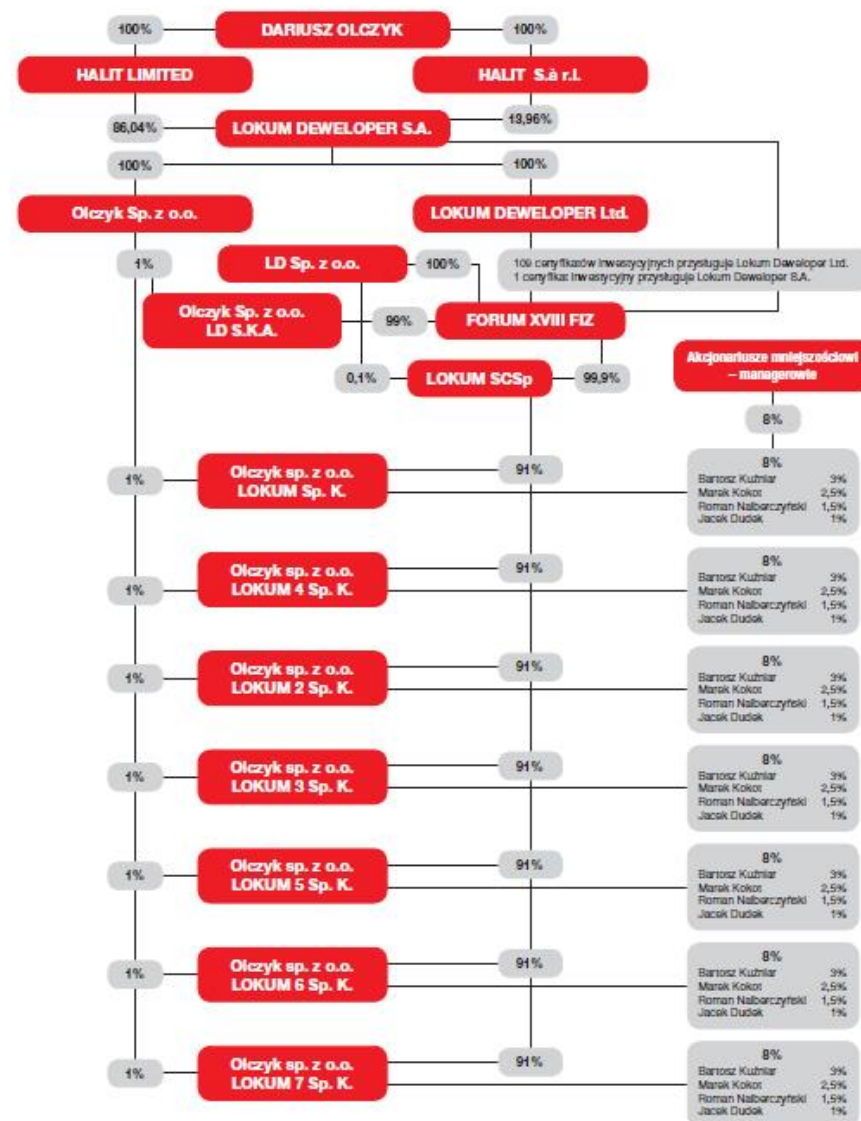 100%
DARIUSZ OLCZYK
100%
HALIT LIMITED
HALIT S.à r.l.
86,04%
LOKUM DEWELOPER S.A.
13,96%
100%
100%
Olczyk Sp. z o.o.
LOKUM DEWELOPER Ltd.
1%
LD Sp. z o.o.
100%
109 certyfikatów inwestycyjnych przysługuje Lokum Deweloper Ltd.
1 certyfikat inwestycyjny przysługuje Lokum Deweloper S.A.
Olczyk Sp. z o.o.
LD S.K.A.
99%
FORUM XVIII FIZ
Akcjonariusze mniejszościowi
– managerowie
0,1%
LOKUM SCSp
99,9%
8%
1%
Olczyk sp. z o.o.
LOKUM Sp. K.
91%
8%
Bartosz Kuźniar 3%
Marek Kokot 2,5%
Roman Nalberczyński 1,5%
Jacek Dudek 1%
1%
Olczyk sp. z o.o.
LOKUM 4 Sp. K.
91%
8%
Bartosz Kuźniar 3%
Marek Kokot 2,5%
Roman Nalberczyński 1,5%
Jacek Dudek 1%
1%
Olczyk sp. z o.o.
LOKUM 2 Sp. K.
91%
8%
Bartosz Kuźniar 3%
Marek Kokot 2,5%
Roman Nalberczyński 1,5%
Jacek Dudek 1%
1%
Olczyk sp. z o.o.
LOKUM 3 Sp. K.
91%
8%
Bartosz Kuźniar 3%
Marek Kokot 2,5%
Roman Nalberczyński 1,5%
Jacek Dudek 1%
1%
Olczyk sp. z o.o.
LOKUM 5 Sp. K.
91%
8%
Bartosz Kuźniar 3%
Marek Kokot 2,5%
Roman Nalberczyński 1,5%
Jacek Dudek 1%
1%
Olczyk sp. z o.o.
LOKUM 6 Sp. K.
91%
8%
Bartosz Kuźniar 3%
Marek Kokot 2,5%
Roman Nalberczyński 1,5%
Jacek Dudek 1%
1%
Olczyk sp. z o.o.
LOKUM 7 Sp. K.
91%
8%
Bartosz Kuźniar 3%
Marek Kokot 2,5%
Roman Nalberczyński 1,5%
Jacek Dudek 1%